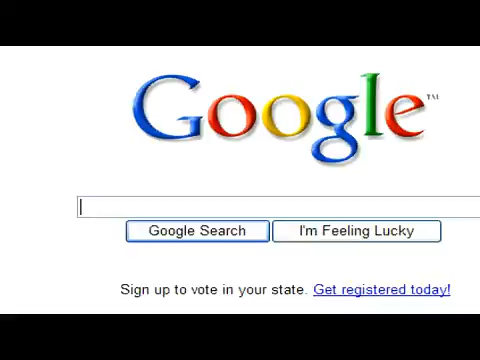 Google™
Google Search I'm Feeling Lucky
Sign up to vote in your state. Get registered today!